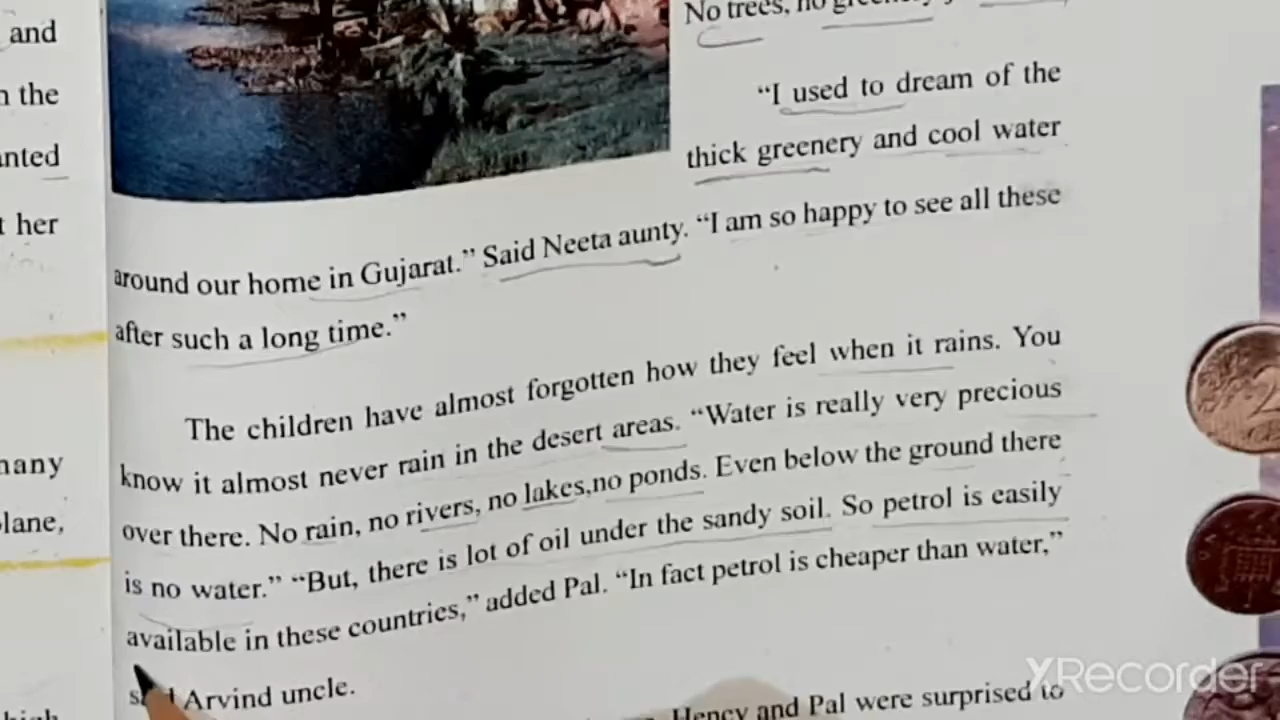 and
the
her
many
plane,
No trees, no
"I used to dream of the
thick greenery and cool water
around our home in Gujarat." Said Neeta aunty. "I am so happy to see all these
after such a long time."
The children have almost forgotten how they feel when it rains. You
know it almost never rain in the desert areas. "Water is really very precious
over there. No rain, no rivers, no lakes,no ponds. Even below the ground there
is no water." "But, there is lot of oil under the sandy soil. So petrol is easily
available in these countries," added Pal. "In fact petrol is cheaper than water,"
said Arvind uncle.
Hency and Pal were surprised to
2
XRecorder